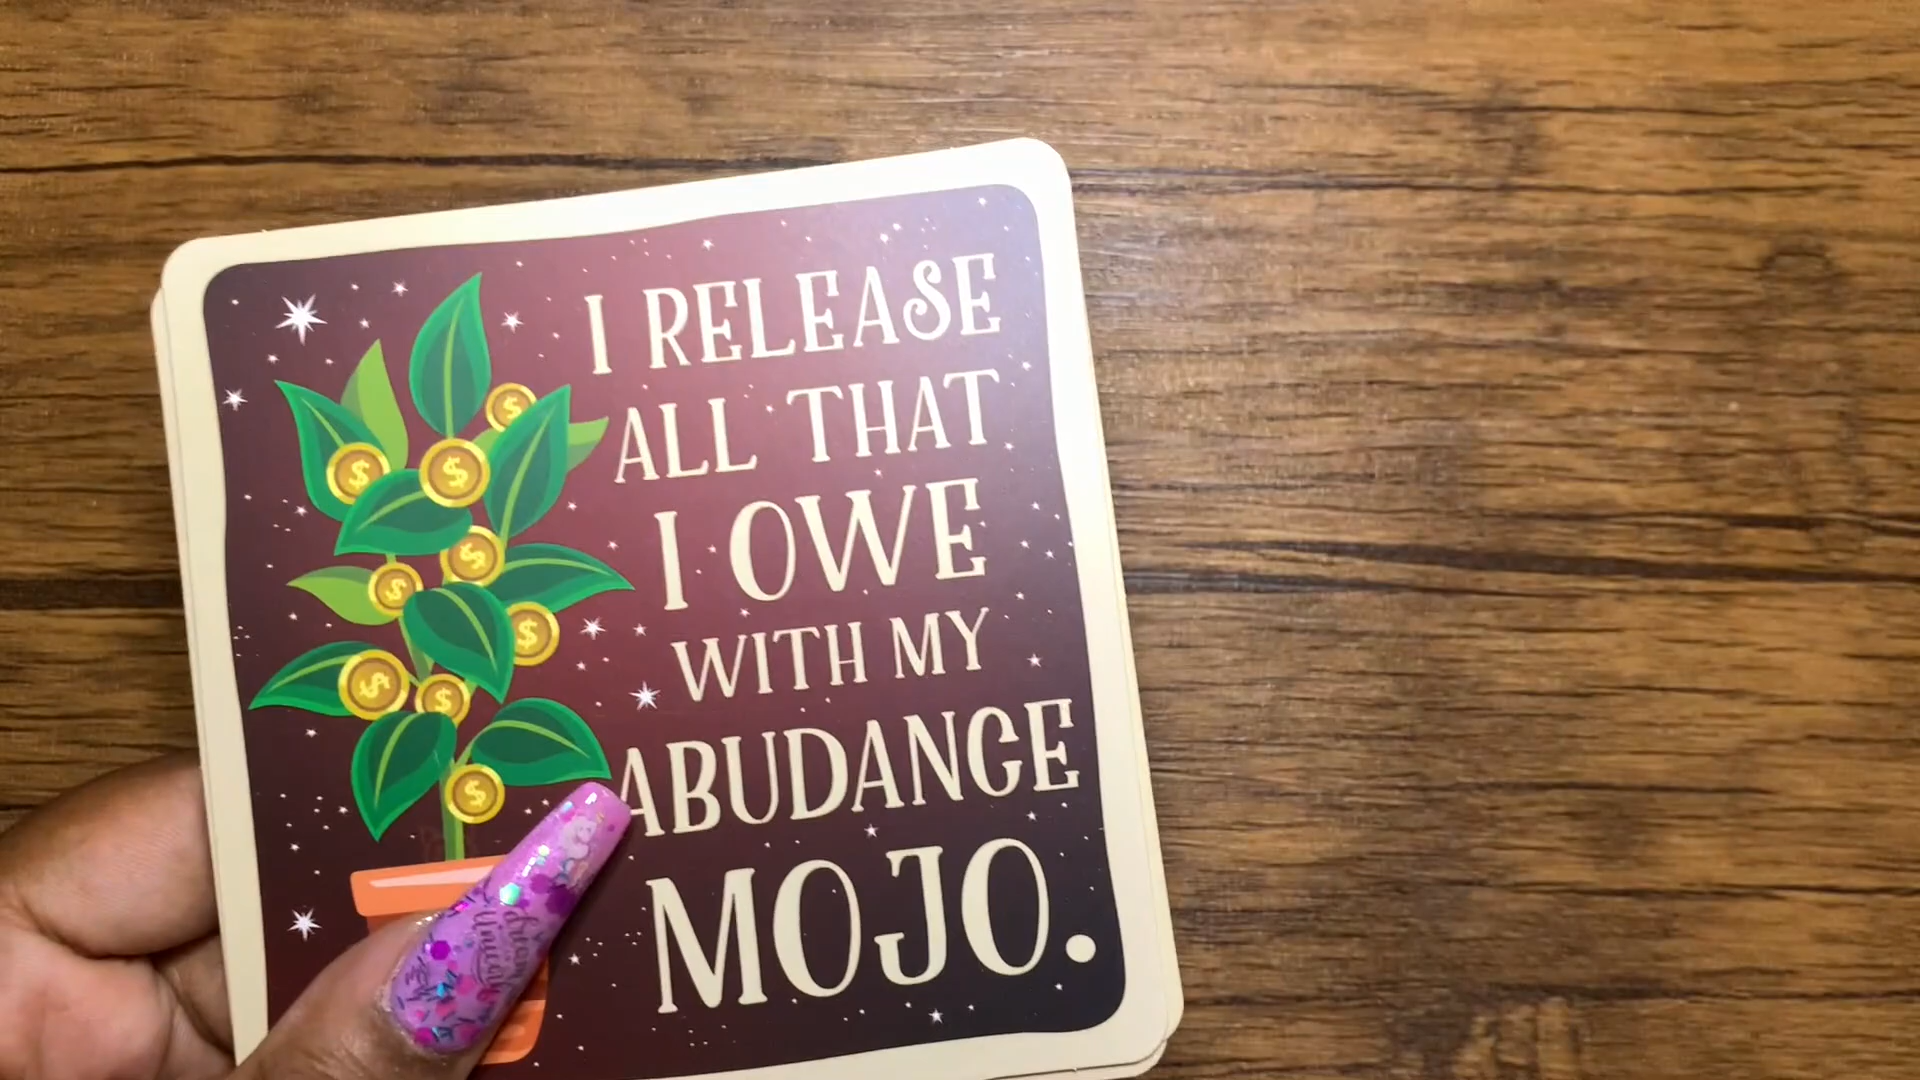 I RELEASE
ALL THAT
I OWE
WITH MY
ABUDANCE
MOJO.